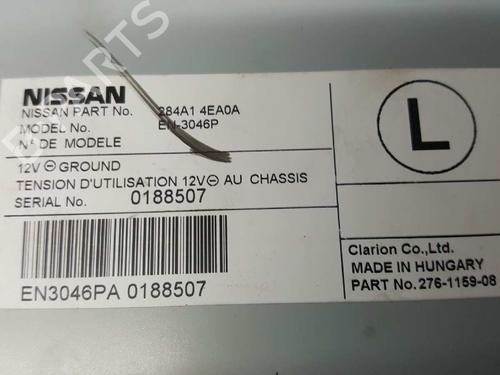 NISSAN
NISSAN PART No. 284A1 4EA0A
MODEL No. EN-3046P
N° DE MODELE
12V ⊖ GROUND
TENSION D'UTILISATION 12V ⊖ AU CHASSIS
SERIAL No. 0188507
EN3046PA 0188507
L
Clarion Co.,Ltd.
MADE IN HUNGARY
PART No.276-1159-08